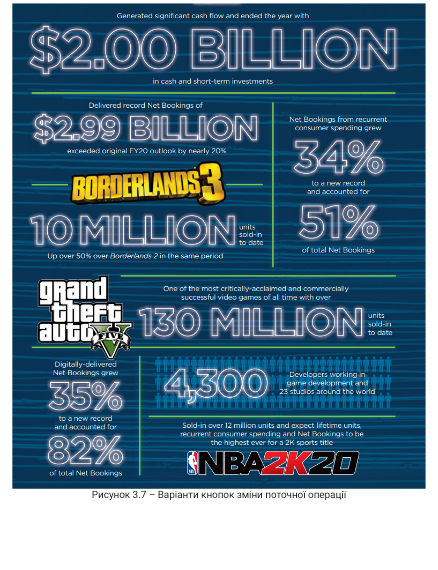 Generated significant cash flow and ended the year with
$2.00 BILLION
in cash and short-term investments
Delivered record Net Bookings of
$2.99 BILLION
exceeded original FY20 outlook by nearly 20%
BORDERLANDS 3
10 MILLION
units
sold-in
to date
Up over 50% over Borderlands 2 in the same period
Net Bookings from recurrent
consumer spending grew
34%
to a new record
and accounted for
51%
of total Net Bookings
grand
theft
auto
FIVE
One of the most critically-acclaimed and commercially
successful video games of all time with over
130 MILLION
units
sold-in
to date
Digitally-delivered
Net Bookings grew
35%
to a new record
and accounted for
82%
of total Net Bookings
4,300
Developers working in
game development and
23 studios around the world
Sold-in over 12 million units and expect lifetime units,
recurrent consumer spending and Net Bookings to be
the highest ever for a 2K sports title
NBA 2K20
Рисунок 3.7 – Варіанти кнопок зміни поточної операції